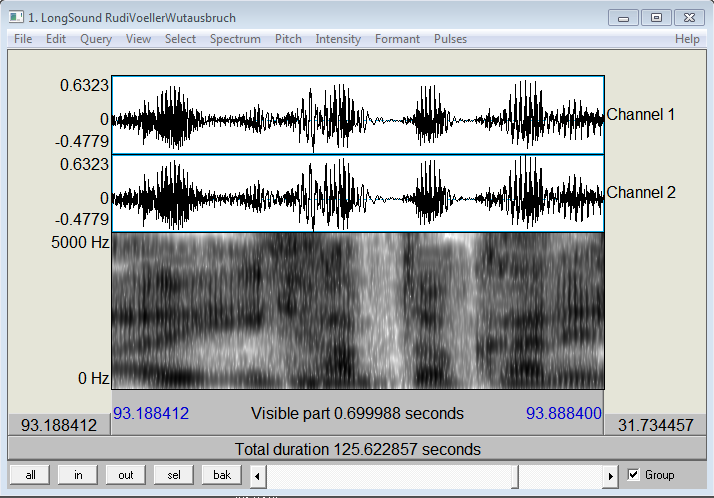 1. LongSound RudiVoellerWutausbruch
File Edit Query View Select Spectrum Pitch Intensity Formant Pulses Help
0.6323
0
-0.4779
Channel 1
0.6323
0
-0.4779
Channel 2
5000 Hz
0 Hz
93.188412 Visible part 0.699988 seconds 93.888400
93.188412 31.734457
Total duration 125.622857 seconds
all in out sel bak Group